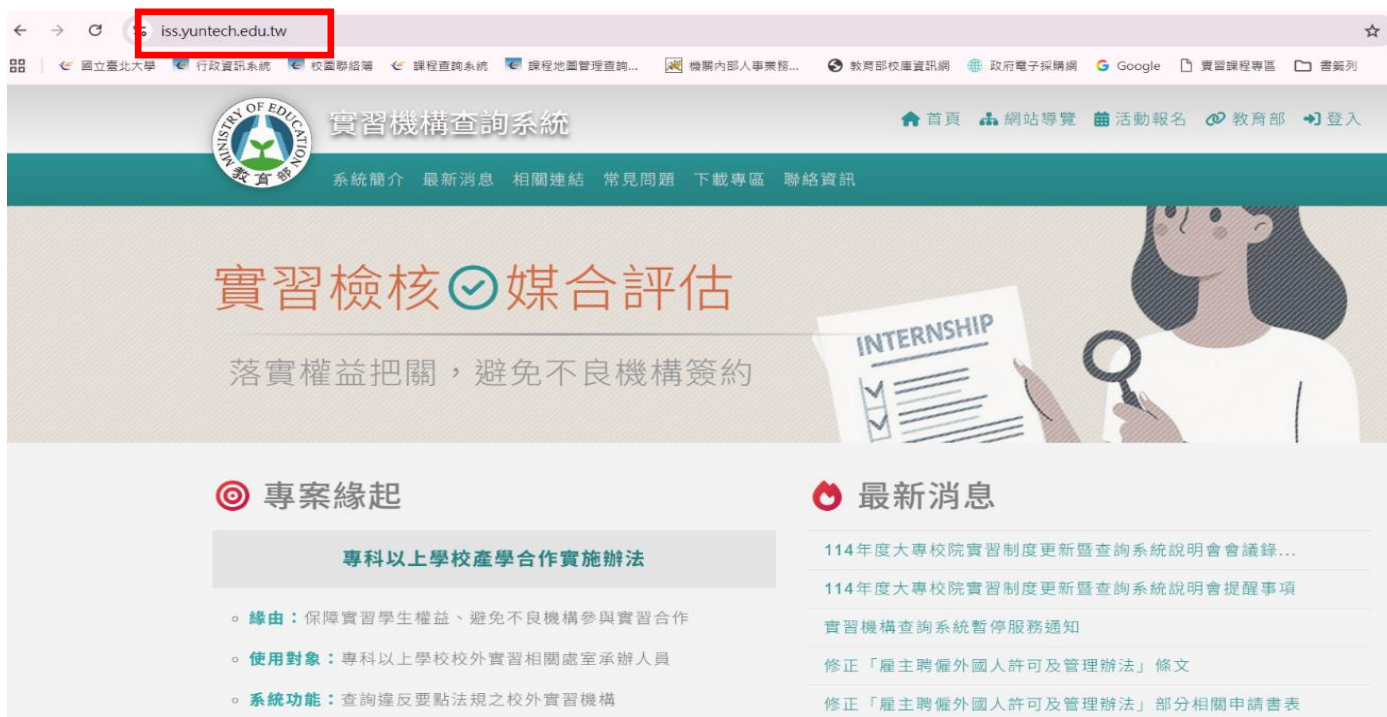 iss.yuntech.edu.tw
國立臺北大學 行政資訊系統 校園聯絡簿 課程查詢系統 課程地圖管理查詢... 機關內部人事業務... 教育部校庫資訊網 政府電子採購網 Google 實習課程專區 書籤列
MINISTRY OF EDUCATION
教育部
實習機構查詢系統
首頁 網站導覽 活動報名 教育部 登入
系統簡介 最新消息 相關連結 常見問題 下載專區 聯絡資訊
實習檢核 媒合評估
落實權益把關，避免不良機構簽約
INTERNSHIP
專案緣起
專科以上學校產學合作實施辦法
緣由：保障實習學生權益、避免不良機構參與實習合作
使用對象：專科以上學校校外實習相關處室承辦人員
系統功能：查詢違反要點法規之校外實習機構
最新消息
114年度大專校院實習制度更新暨查詢系統說明會會議錄...
114年度大專校院實習制度更新暨查詢系統說明會提醒事項
實習機構查詢系統暫停服務通知
修正「雇主聘僱外國人許可及管理辦法」條文
修正「雇主聘僱外國人許可及管理辦法」部分相關申請書表